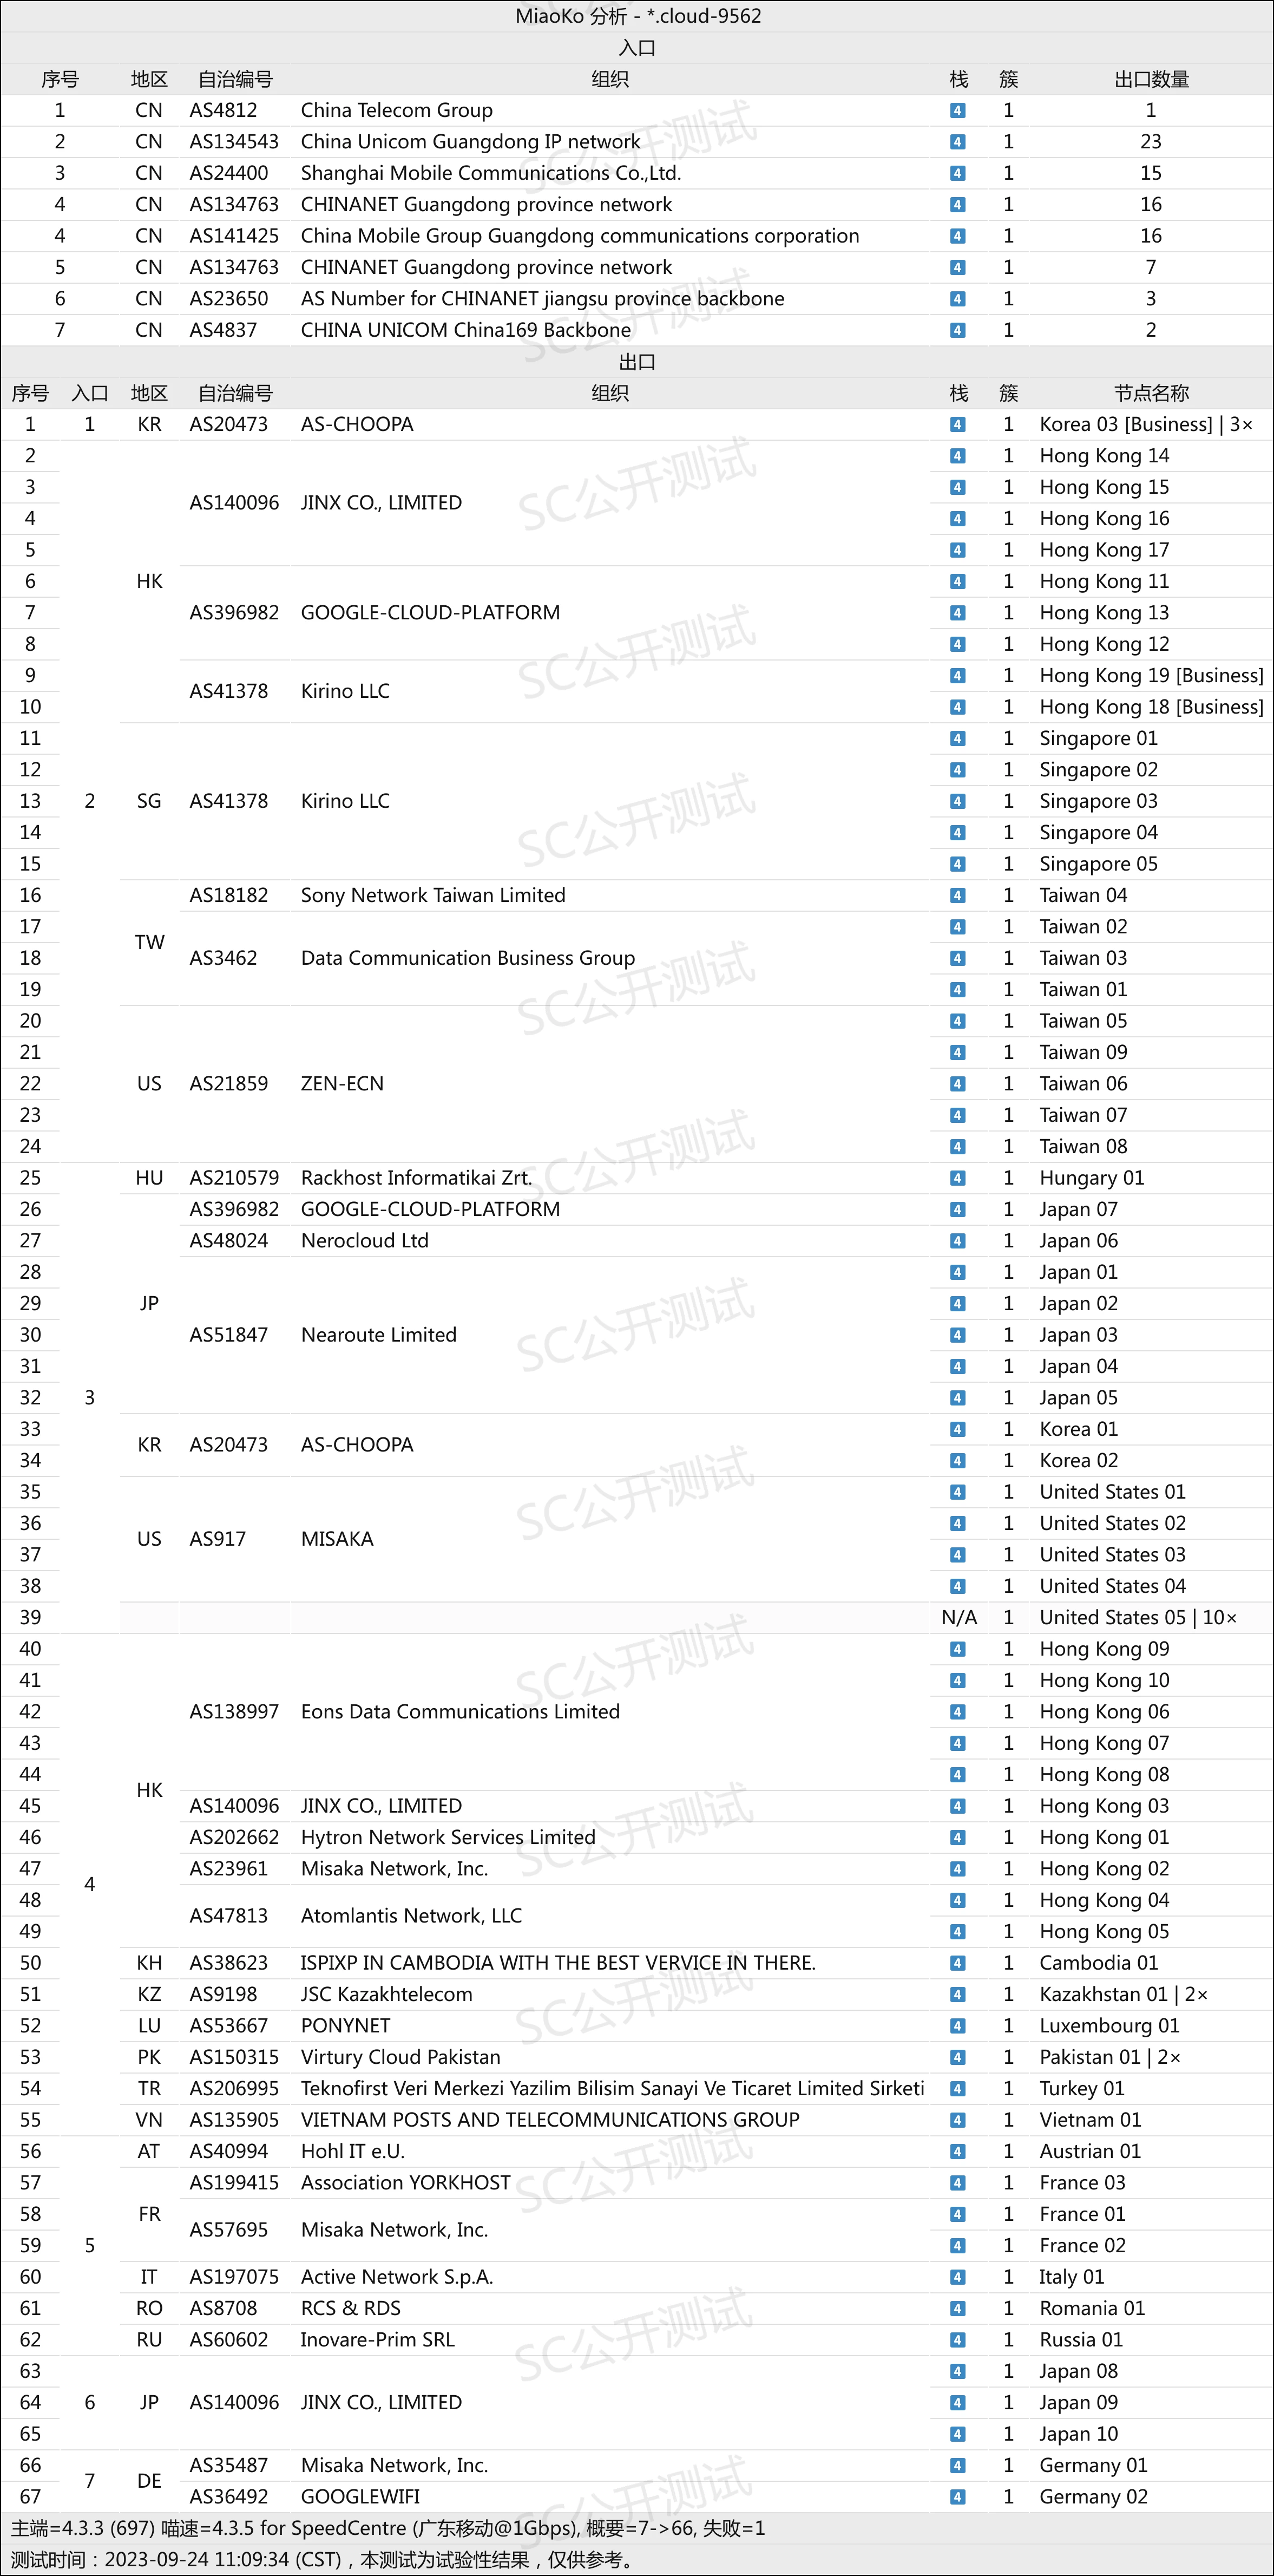 MiaoKo 分析 - *.cloud-9562
入口
序号 地区 自治编号 组织 栈 簇 出口数量
1 CN AS4812 China Telecom Group 4 1 1
2 CN AS134543 China Unicom Guangdong IP network 4 1 23
3 CN AS24400 Shanghai Mobile Communications Co.,Ltd. 4 1 15
4 CN AS134763 CHINANET Guangdong province network 4 1 16
4 CN AS141425 China Mobile Group Guangdong communications corporation 4 1 16
5 CN AS134763 CHINANET Guangdong province network 4 1 7
6 CN AS23650 AS Number for CHINANET jiangsu province backbone 4 1 3
7 CN AS4837 CHINA UNICOM China169 Backbone 4 1 2
出口
序号 入口 地区 自治编号 组织 栈 簇 节点名称
1 1 KR AS20473 AS-CHOOPA 4 1 Korea 03 [Business] | 3×
2 4 1 Hong Kong 14
3 4 1 Hong Kong 15
AS140096 JINX CO., LIMITED
4 4 1 Hong Kong 16
5 4 1 Hong Kong 17
6 HK 4 1 Hong Kong 11
7 AS396982 GOOGLE-CLOUD-PLATFORM 4 1 Hong Kong 13
8 4 1 Hong Kong 12
9 4 1 Hong Kong 19 [Business]
AS41378 Kirino LLC
10 4 1 Hong Kong 18 [Business]
11 4 1 Singapore 01
12 4 1 Singapore 02
13 2 SG AS41378 Kirino LLC 4 1 Singapore 03
14 4 1 Singapore 04
15 4 1 Singapore 05
16 AS18182 Sony Network Taiwan Limited 4 1 Taiwan 04
17 4 1 Taiwan 02
TW
18 AS3462 Data Communication Business Group 4 1 Taiwan 03
19 4 1 Taiwan 01
20 4 1 Taiwan 05
21 4 1 Taiwan 09
22 US AS21859 ZEN-ECN 4 1 Taiwan 06
23 4 1 Taiwan 07
24 4 1 Taiwan 08
25 HU AS210579 Rackhost Informatikai Zrt. 4 1 Hungary 01
26 AS396982 GOOGLE-CLOUD-PLATFORM 4 1 Japan 07
27 AS48024 Nerocloud Ltd 4 1 Japan 06
28 4 1 Japan 01
29 JP 4 1 Japan 02
30 AS51847 Nearoute Limited 4 1 Japan 03
31 4 1 Japan 04
32 3 4 1 Japan 05
33 4 1 Korea 01
KR AS20473 AS-CHOOPA
34 4 1 Korea 02
35 4 1 United States 01
36 4 1 United States 02
US AS917 MISAKA
37 4 1 United States 03
38 4 1 United States 04
39 N/A 1 United States 05 | 10×
40 4 1 Hong Kong 09
41 4 1 Hong Kong 10
42 AS138997 Eons Data Communications Limited 4 1 Hong Kong 06
43 4 1 Hong Kong 07
44 4 1 Hong Kong 08
HK
45 AS140096 JINX CO., LIMITED 4 1 Hong Kong 03
46 AS202662 Hytron Network Services Limited 4 1 Hong Kong 01
47 AS23961 Misaka Network, Inc. 4 1 Hong Kong 02
4
48 4 1 Hong Kong 04
AS47813 Atomlantis Network, LLC
49 4 1 Hong Kong 05
50 KH AS38623 ISPIXP IN CAMBODIA WITH THE BEST VERVICE IN THERE. 4 1 Cambodia 01
51 KZ AS9198 JSC Kazakhtelecom 4 1 Kazakhstan 01 | 2×
52 LU AS53667 PONYNET 4 1 Luxembourg 01
53 PK AS150315 Virtury Cloud Pakistan 4 1 Pakistan 01 | 2×
54 TR AS206995 Teknofirst Veri Merkezi Yazilim Bilisim Sanayi Ve Ticaret Limited Sirketi 4 1 Turkey 01
55 VN AS135905 VIETNAM POSTS AND TELECOMMUNICATIONS GROUP 4 1 Vietnam 01
56 AT AS40994 Hohl IT e.U. 4 1 Austrian 01
57 AS199415 Association YORKHOST 4 1 France 03
58 FR 4 1 France 01
AS57695 Misaka Network, Inc.
59 5 4 1 France 02
60 IT AS197075 Active Network S.p.A. 4 1 Italy 01
61 RO AS8708 RCS & RDS 4 1 Romania 01
62 RU AS60602 Inovare-Prim SRL 4 1 Russia 01
63 4 1 Japan 08
64 6 JP AS140096 JINX CO., LIMITED 4 1 Japan 09
65 4 1 Japan 10
66 AS35487 Misaka Network, Inc. 4 1 Germany 01
7 DE
67 AS36492 GOOGLEWIFI 4 1 Germany 02
主端=4.3.3 (697) 喵速=4.3.5 for SpeedCentre (广东移动@1Gbps), 概要=7->66, 失败=1
测试时间：2023-09-24 11:09:34 (CST)，本测试为试验性结果，仅供参考。
SC公开测试